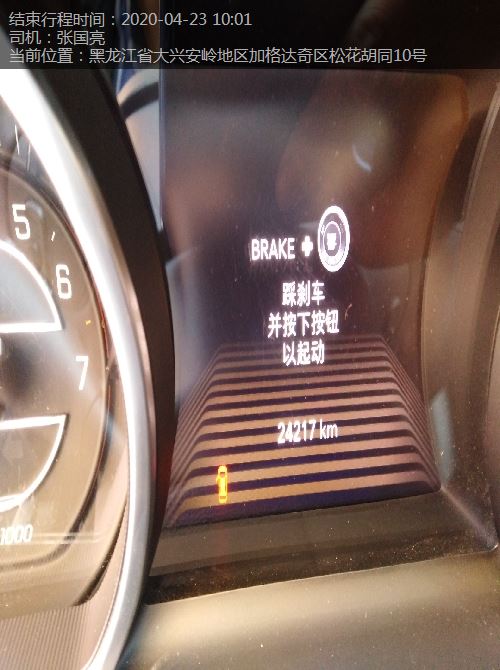 结束行程时间：2020-04-23 10:01
司机：张国亮
当前位置：黑龙江省大兴安岭地区加格达奇区松花胡同10号
5
6
7
BRAKE +
踩刹车
并按下按钮
以起动
24217 km
1000